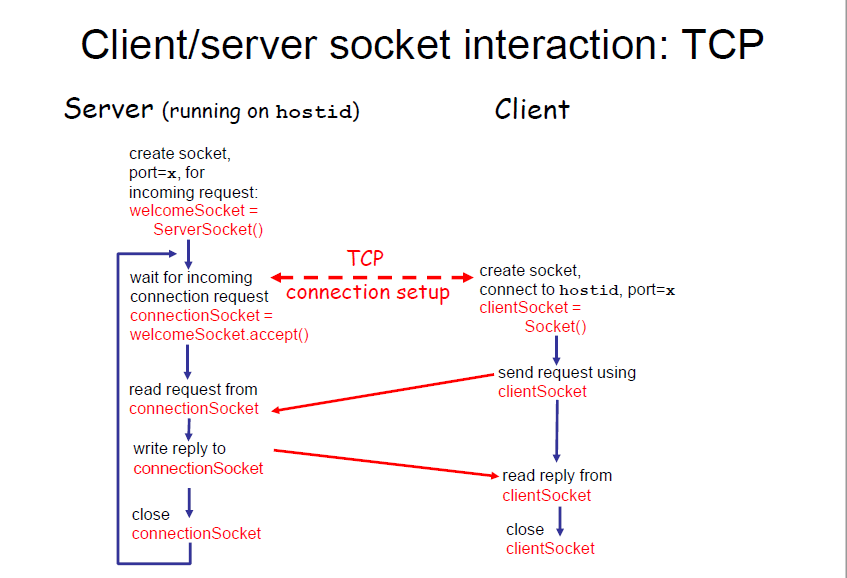 Client/server socket interaction: TCP
Server (running on hostid)
create socket,
port=x, for
incoming request:
welcomeSocket =
ServerSocket()
wait for incoming
connection request
connectionSocket =
welcomeSocket.accept()
read request from
connectionSocket
write reply to
connectionSocket
close
connectionSocket
TCP
connection setup
Client
create socket,
connect to hostid, port=x
clientSocket =
Socket()
send request using
clientSocket
read reply from
clientSocket
close
clientSocket